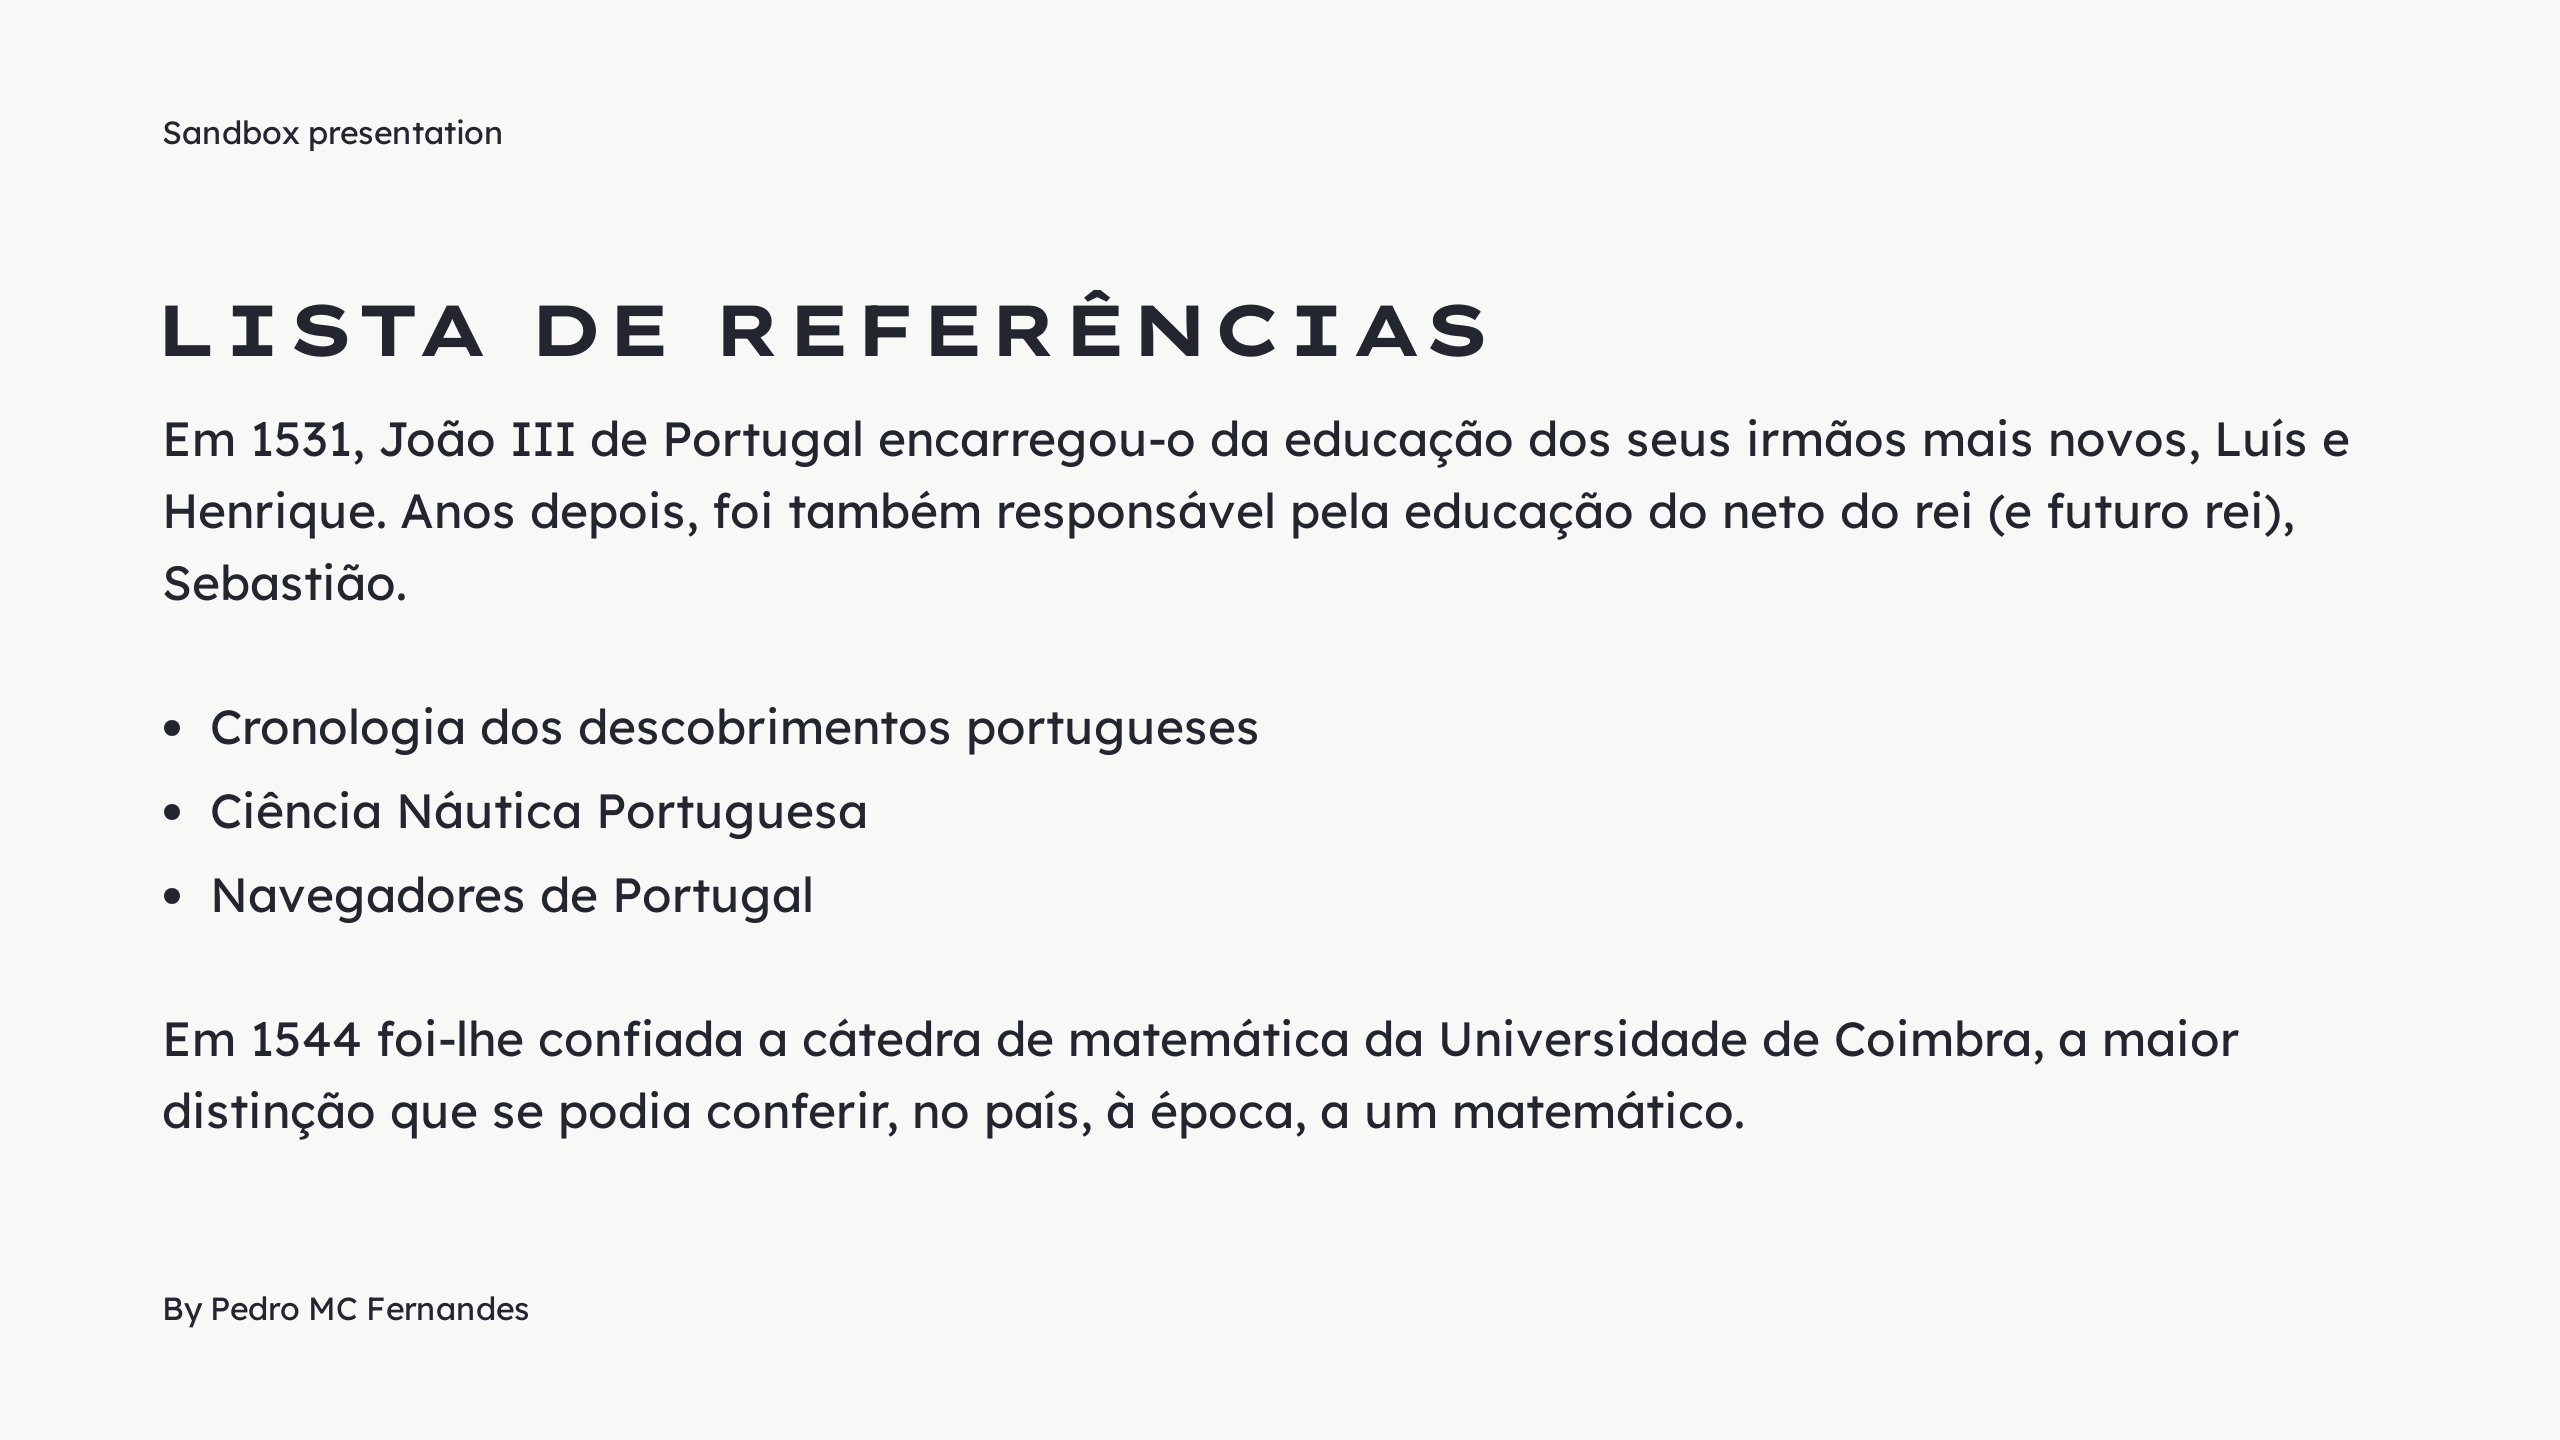 Sandbox presentation
LISTA DE REFERÊNCIAS
Em 1531, João III de Portugal encarregou-o da educação dos seus irmãos mais novos, Luís e
Henrique. Anos depois, foi também responsável pela educação do neto do rei (e futuro rei),
Sebastião.
• Cronologia dos descobrimentos portugueses
• Ciência Náutica Portuguesa
• Navegadores de Portugal
Em 1544 foi-lhe confiada a cátedra de matemática da Universidade de Coimbra, a maior
distinção que se podia conferir, no país, à época, a um matemático.
By Pedro MC Fernandes